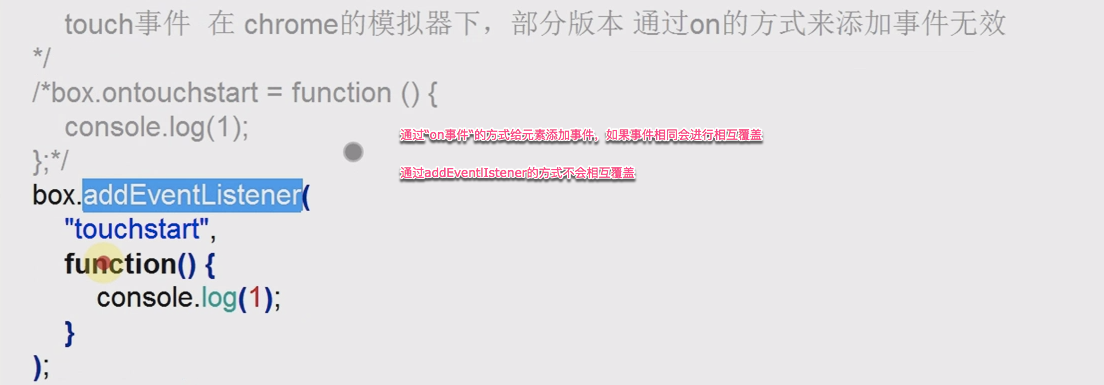 touch事件 在 chrome的模拟器下，部分版本 通过on的方式来添加事件无效
*/
/*box.ontouchstart = function () {
console.log(1);
};*/
通过"on事件"的方式给元素添加事件，如果事件相同会进行相互覆盖
通过addEventlIstener的方式不会相互覆盖
box.addEventListener(
"touchstart",
function() {
console.log(1);
}
);